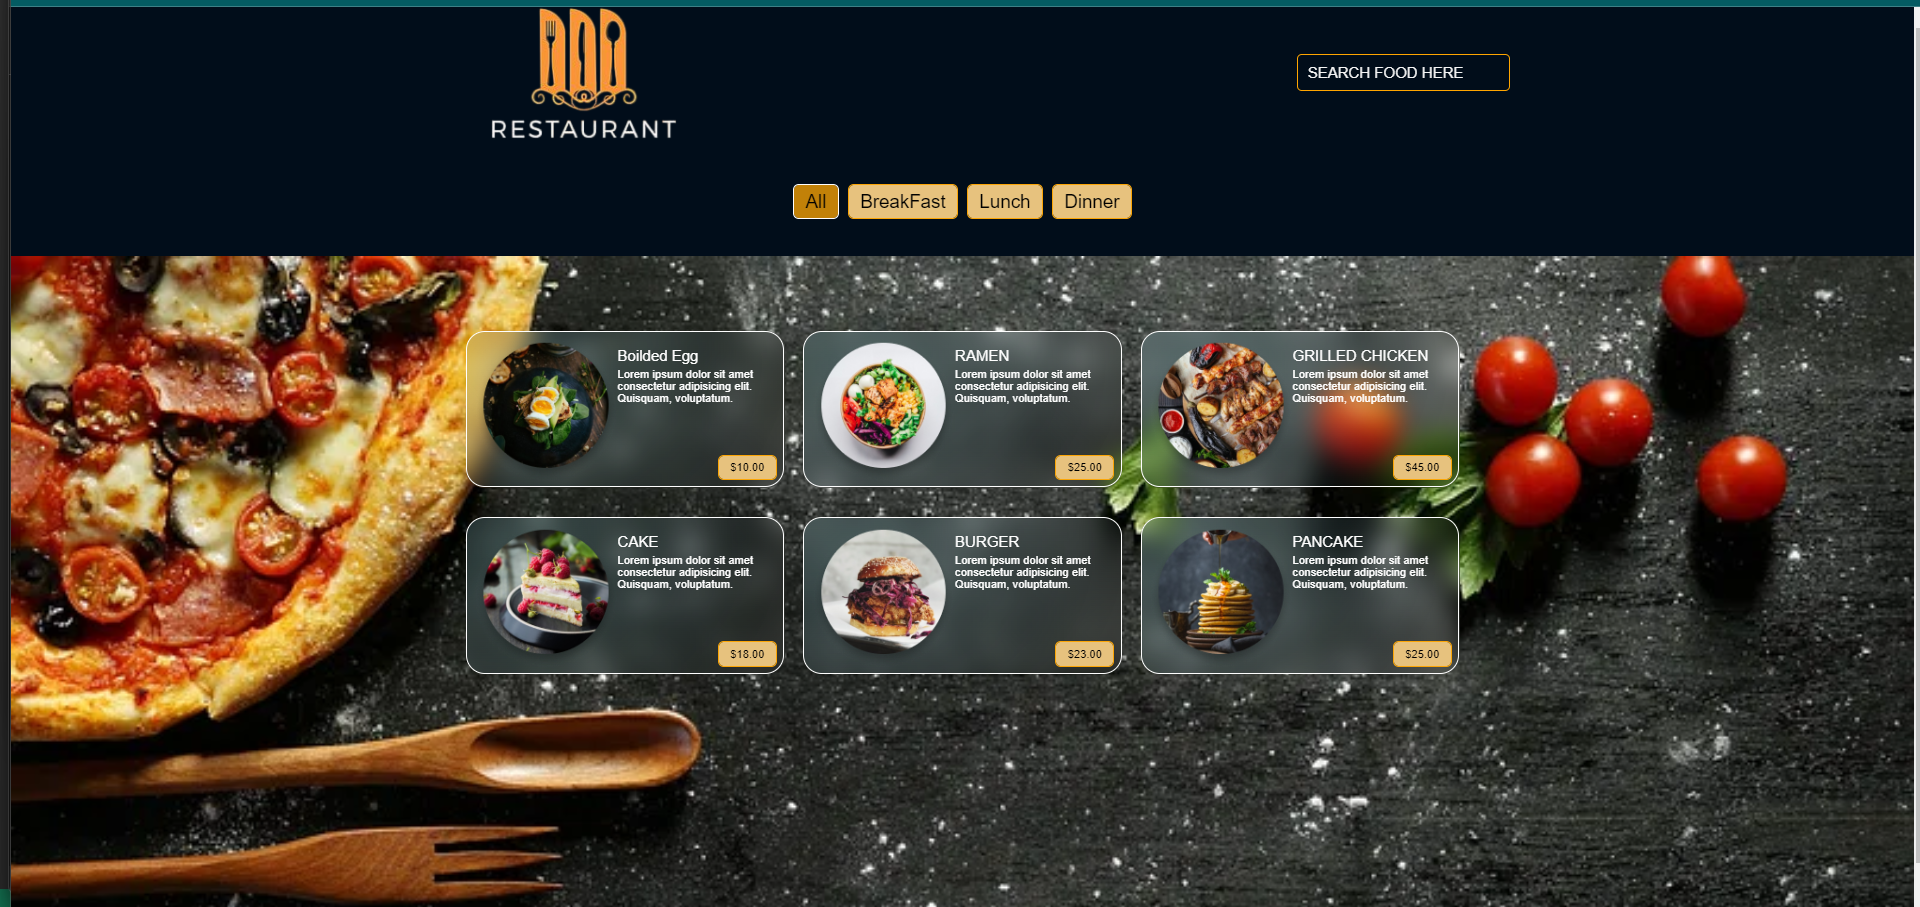 RESTAURANT
SEARCH FOOD HERE
All
BreakFast
Lunch
Dinner
Boilded Egg
Lorem ipsum dolor sit amet
consectetur adipisicing elit.
Quisquam, voluptatum.
$10.00
RAMEN
Lorem ipsum dolor sit amet
consectetur adipisicing elit.
Quisquam, voluptatum.
$25.00
GRILLED CHICKEN
Lorem ipsum dolor sit amet
consectetur adipisicing elit.
Quisquam, voluptatum.
$45.00
CAKE
Lorem ipsum dolor sit amet
consectetur adipisicing elit.
Quisquam, voluptatum.
$18.00
BURGER
Lorem ipsum dolor sit amet
consectetur adipisicing elit.
Quisquam, voluptatum.
$23.00
PANCAKE
Lorem ipsum dolor sit amet
consectetur adipisicing elit.
Quisquam, voluptatum.
$25.00